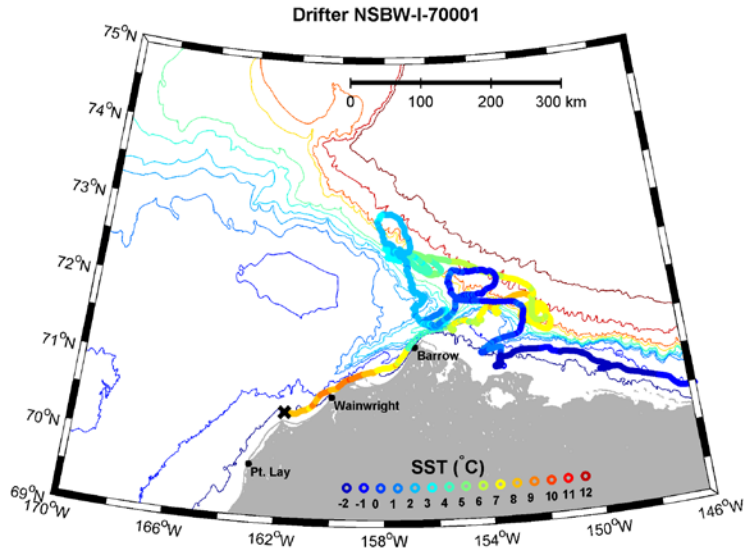 Drifter NSBW-I-70001
75°N
74°N
73°N
72°N
71°N
70°N
69°N
0 100 200 300 km
Barrow
Wainwright
Pt. Lay
SST (°C)
-2 -1 0 1 2 3 4 5 6 7 8 9 10 11 12
170°W
166°W
162°W
158°W
154°W
150°W
146°W